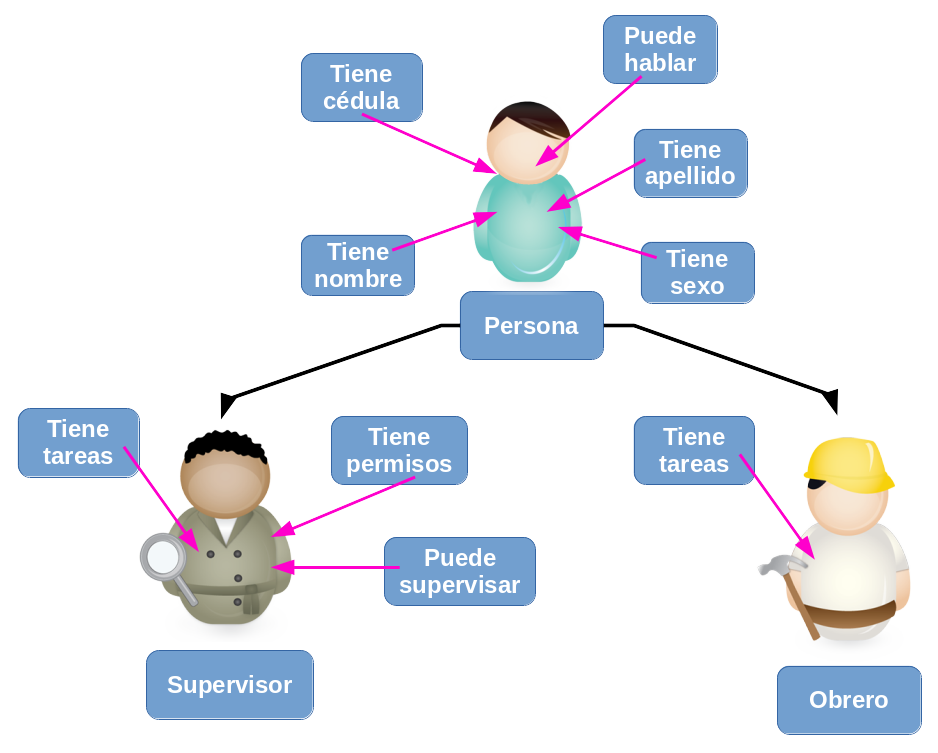 Puede
hablar
Tiene
cédula
Tiene
apellido
Tiene
nombre
Tiene
sexo
Persona
Tiene
tareas
Tiene
permisos
Tiene
tareas
Puede
supervisar
Supervisor
Obrero